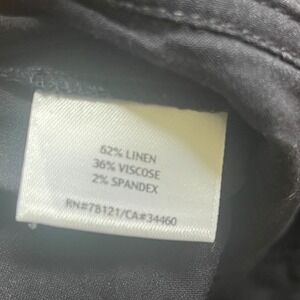 62% LINEN
36% VISCOSE
2% SPANDEX
RN#78121/CA#34460